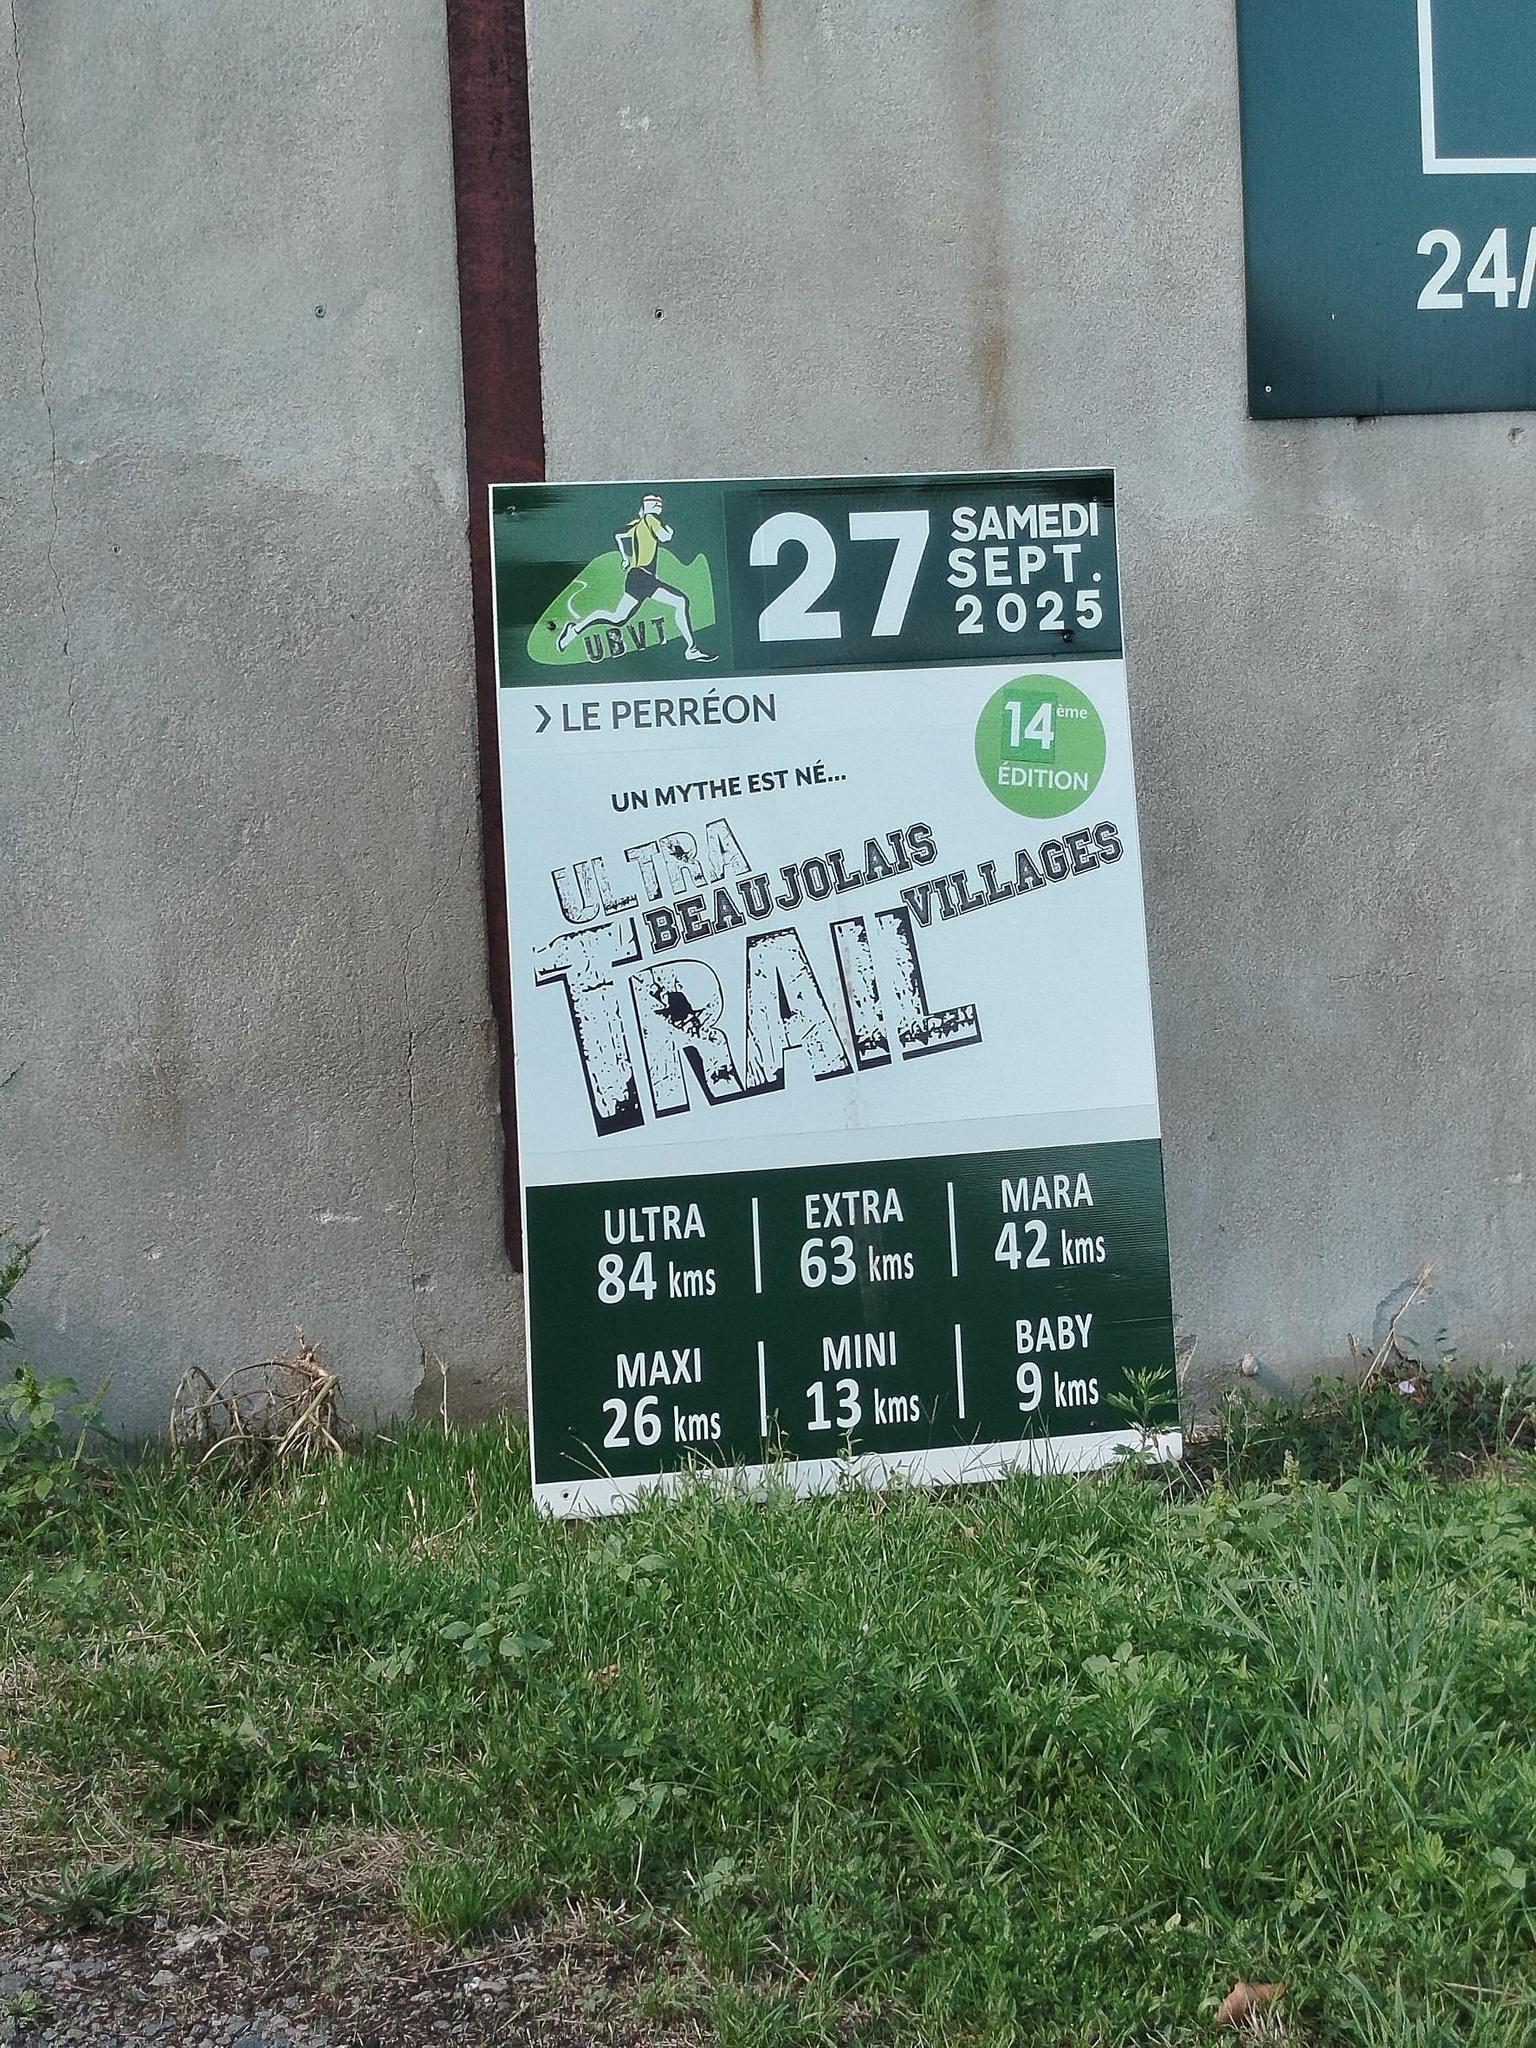 24/
UBVT
27
SAMEDI
SEPT.
2025
LE PERRÉON
14ème
ÉDITION
UN MYTHE EST NÉ...
ULTRA
BEAUJOLAIS
VILLAGES
TRAIL
ULTRA
84 kms
EXTRA
63 kms
MARA
42 kms
MAXI
26 kms
MINI
13 kms
BABY
9 kms